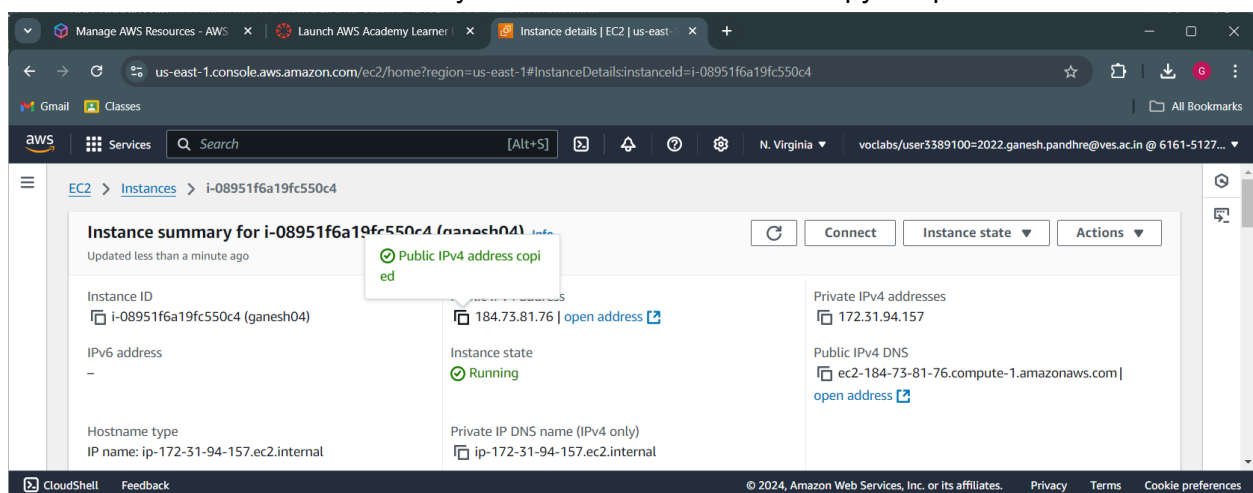 Manage AWS Resources - AWS
Launch AWS Academy Learner
Instance details | EC2 | us-east-1
us-east-1.console.aws.amazon.com/ec2/home?region=us-east-1#InstanceDetails:instanceId=i-08951f6a19fc550c4
G
Gmail Classes All Bookmarks
aws Services Search [Alt+S] N. Virginia ▼ voclabs/user3389100=2022.ganesh.pandhre@ves.ac.in @ 6161-5127... ▼
EC2 > Instances > i-08951f6a19fc550c4
Instance summary for i-08951f6a19fc550c4 (ganesh04) Info
Connect Instance state ▼ Actions ▼
Updated less than a minute ago
Public IPv4 address copi
ed
Instance ID
i-08951f6a19fc550c4 (ganesh04)
184.73.81.76 | open address
Private IPv4 addresses
172.31.94.157
IPv6 address
–
Instance state
Running
Public IPv4 DNS
ec2-184-73-81-76.compute-1.amazonaws.com |
open address
Hostname type
IP name: ip-172-31-94-157.ec2.internal
Private IP DNS name (IPv4 only)
ip-172-31-94-157.ec2.internal
CloudShell Feedback © 2024, Amazon Web Services, Inc. or its affiliates. Privacy Terms Cookie preferences